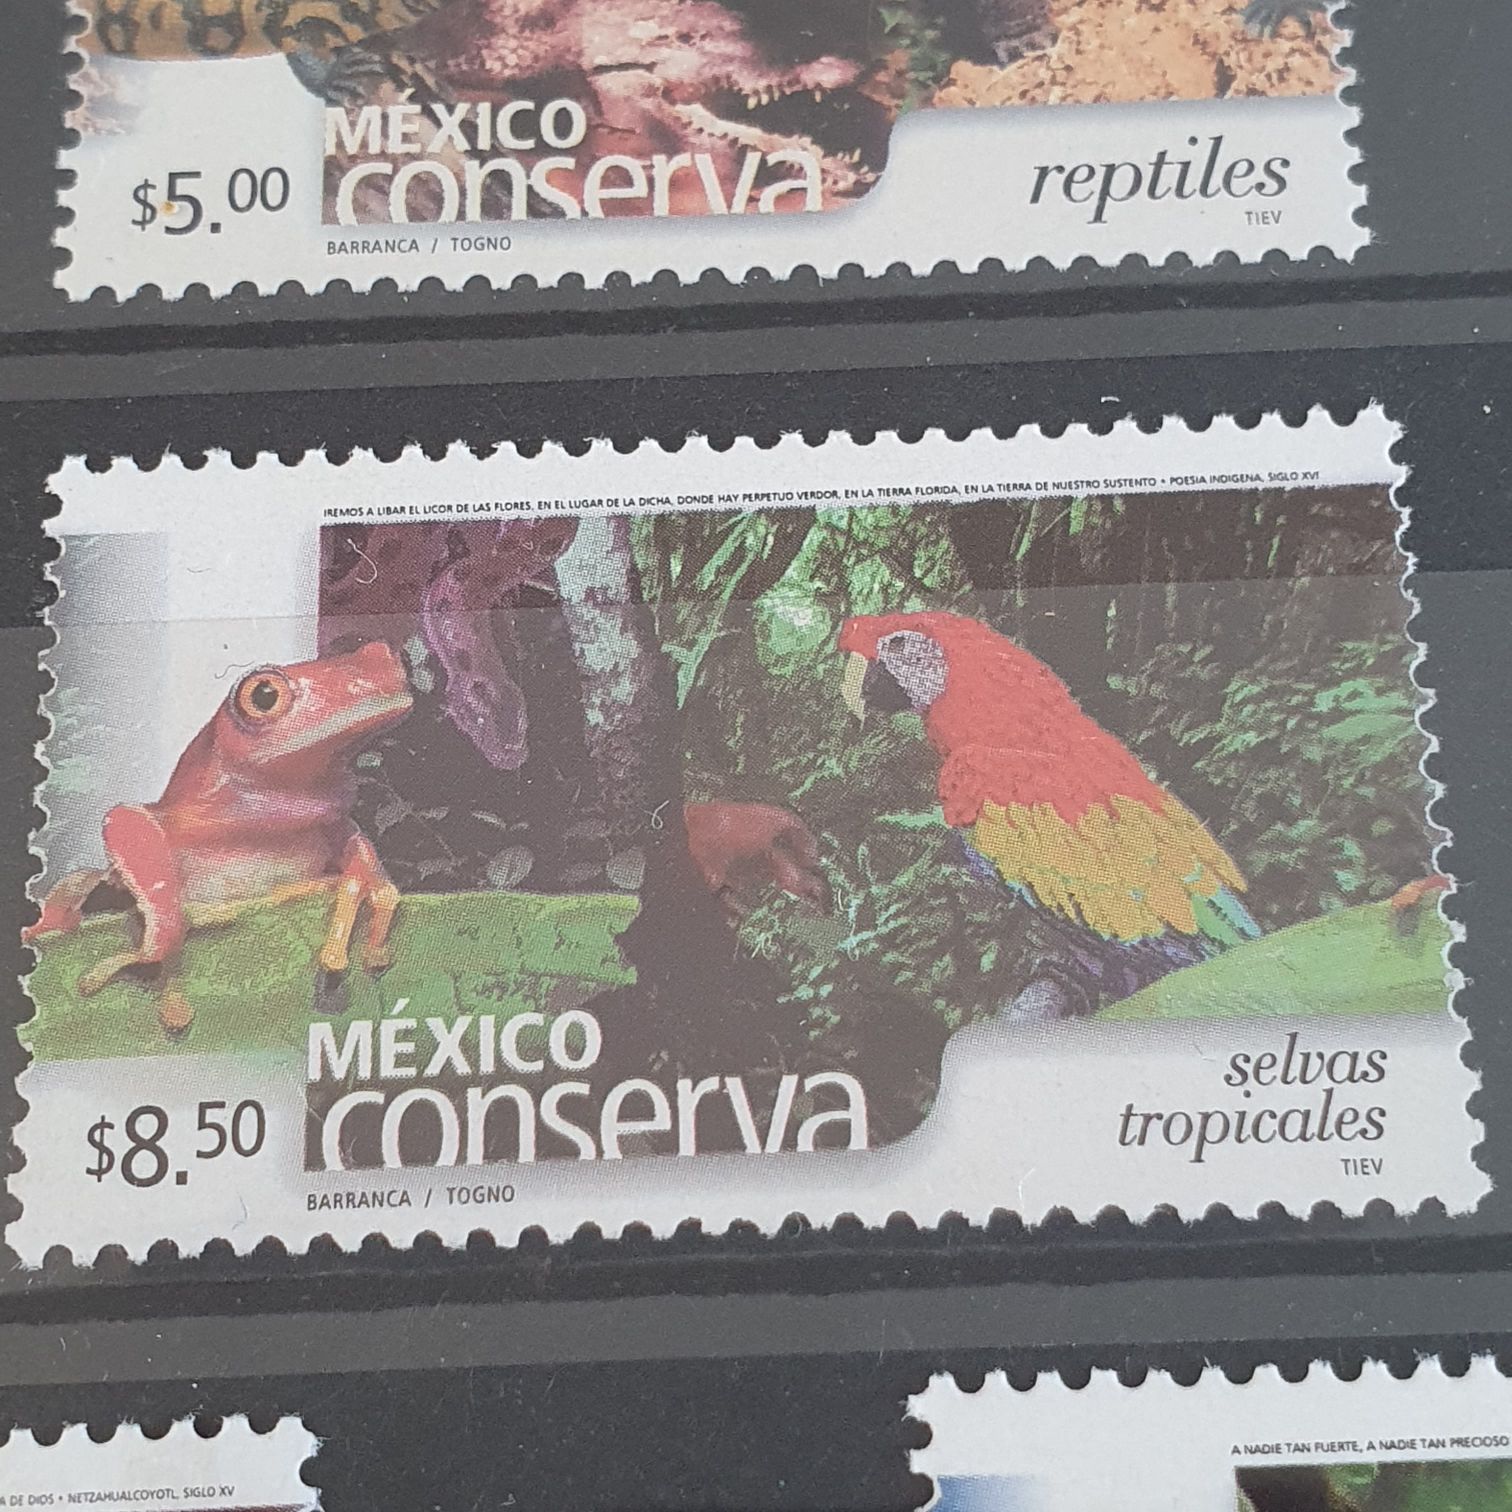 MÉXICO
conserva
$5.00
reptiles
TIEV
BARRANCA / TOGNO
IREMOS A LIBAR EL LICOR DE LAS FLORES, EN EL LUGAR DE LA DICHA, DONDE HAY PERPETUO VERDOR, EN LA TIERRA FLORIDA, EN LA TIERRA DE NUESTRO SUSTENTO • POESIA INDIGENA, SIGLO XVI
MÉXICO
conserva
$8.50
selvas
tropicales
TIEV
BARRANCA / TOGNO
A NADIE TAN FUERTE, A NADIE TAN PRECIOSO
A DE DIOS • NETZAHUALCOYOTL, SIGLO XV